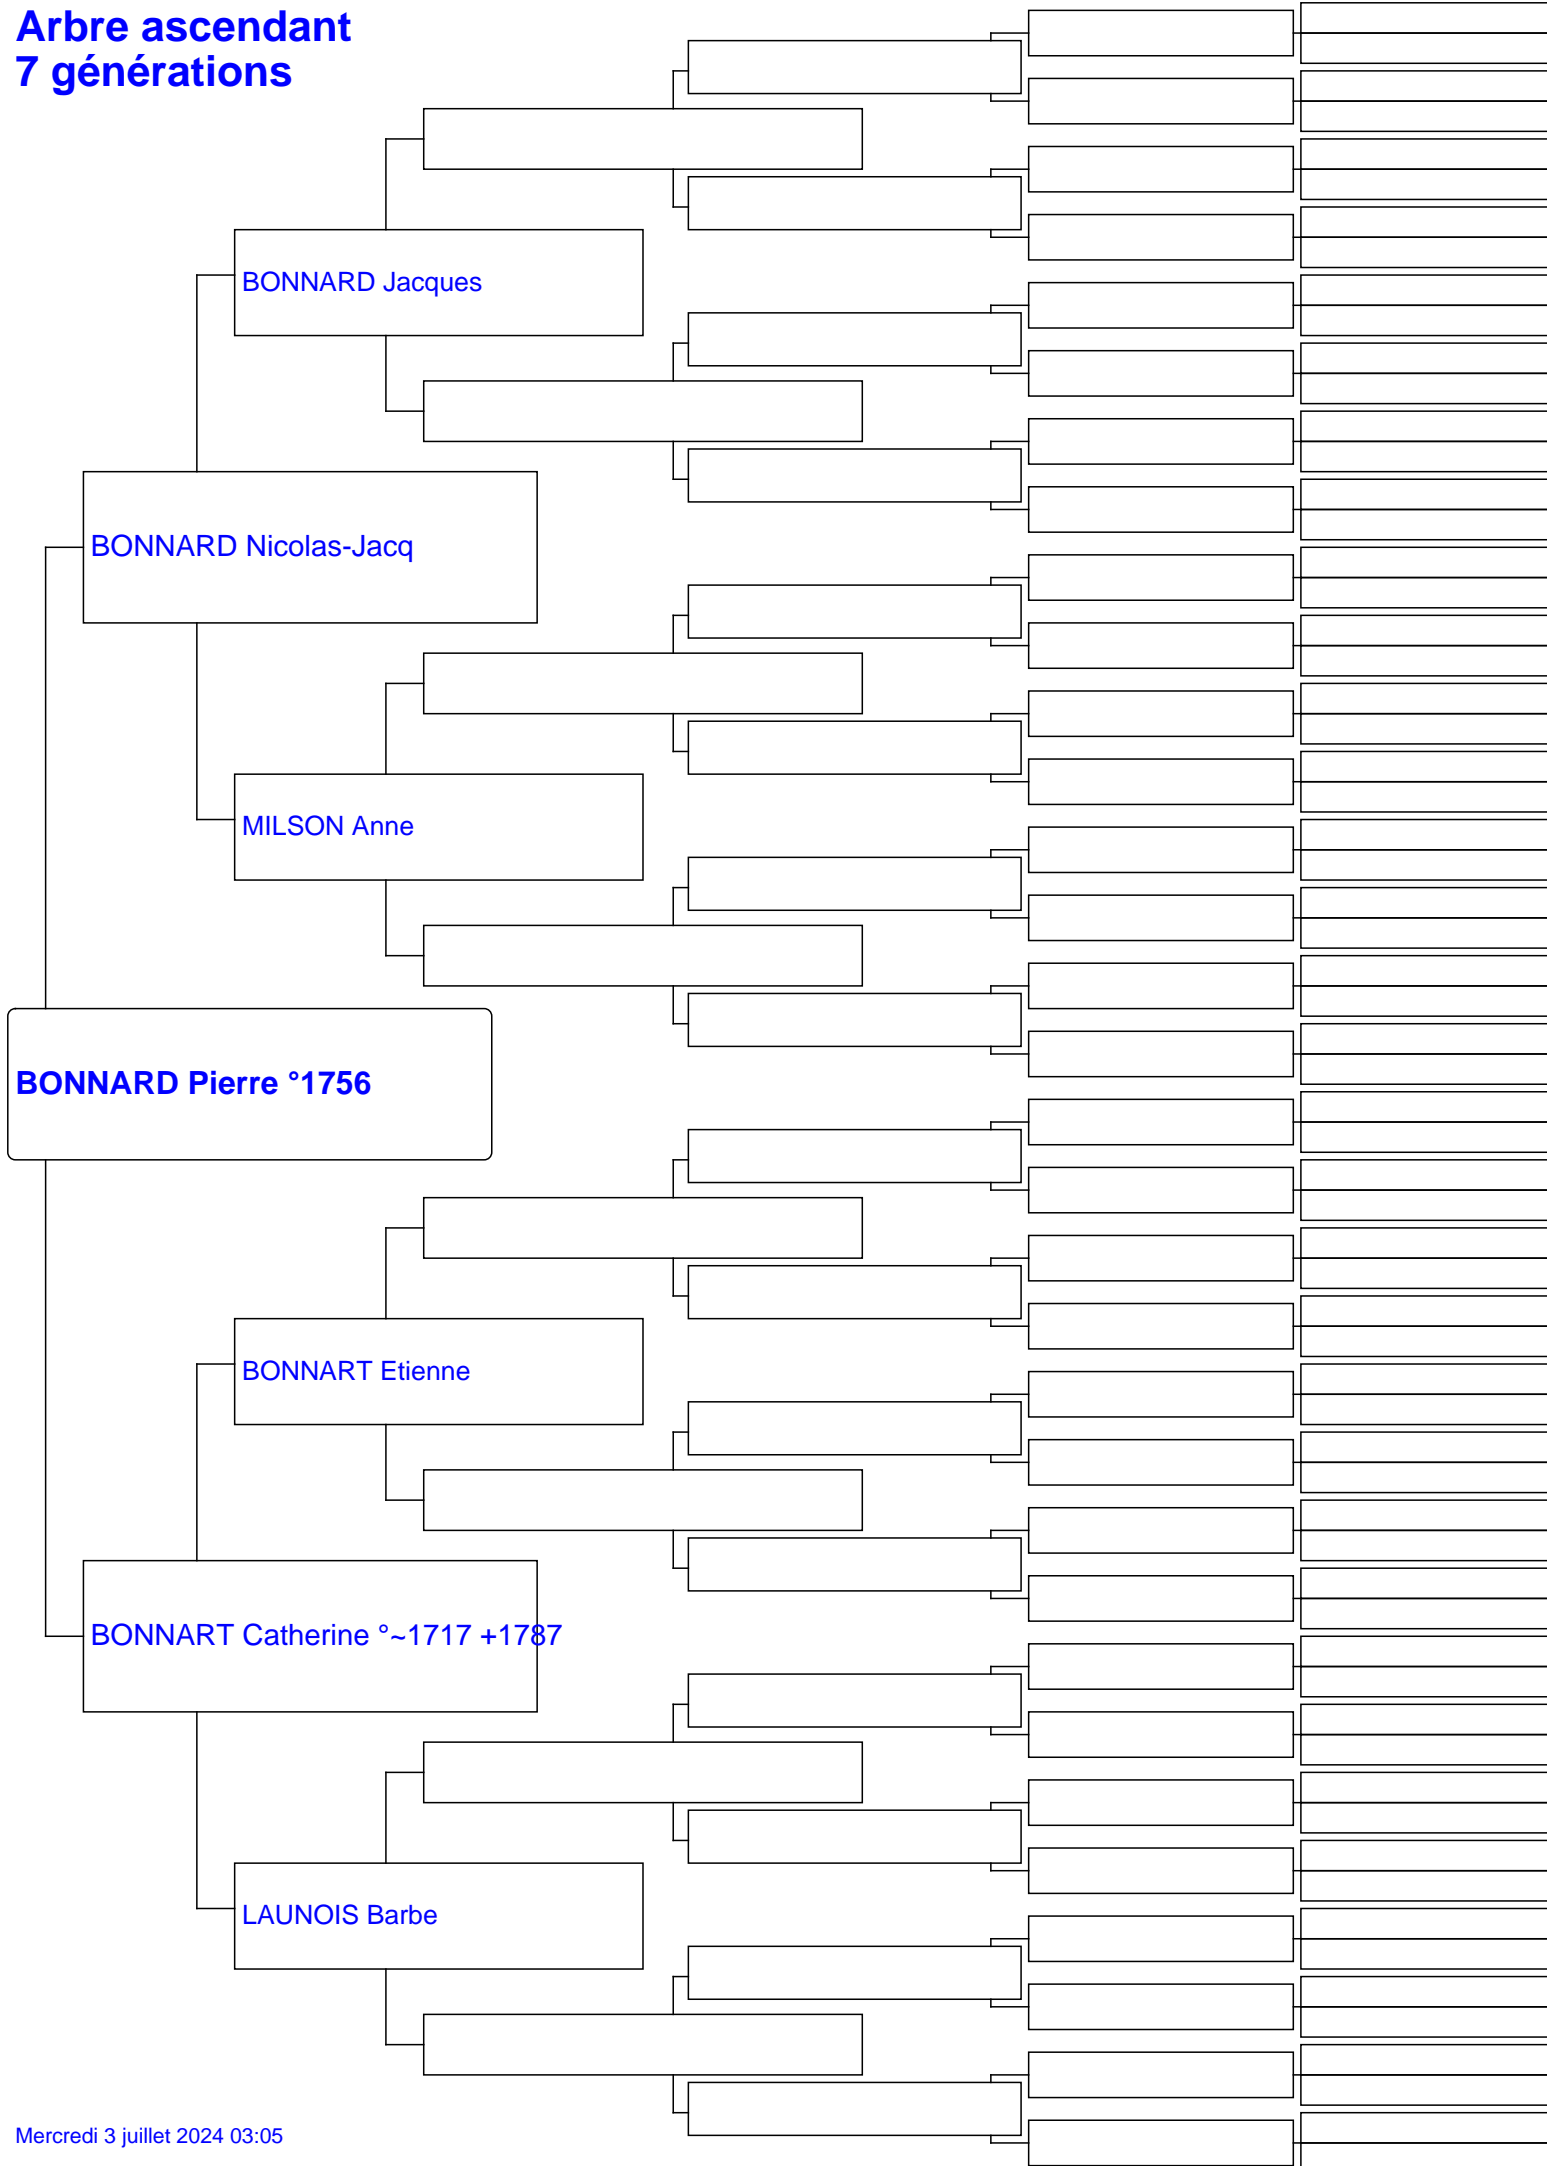 Arbre ascendant
7 générations
BONNARD Jacques
BONNARD Nicolas-Jacq
MILSON Anne
BONNARD Pierre °1756
BONNART Etienne
BONNART Catherine °~1717 +1787
LAUNOIS Barbe
Mercredi 3 juillet 2024 03:05